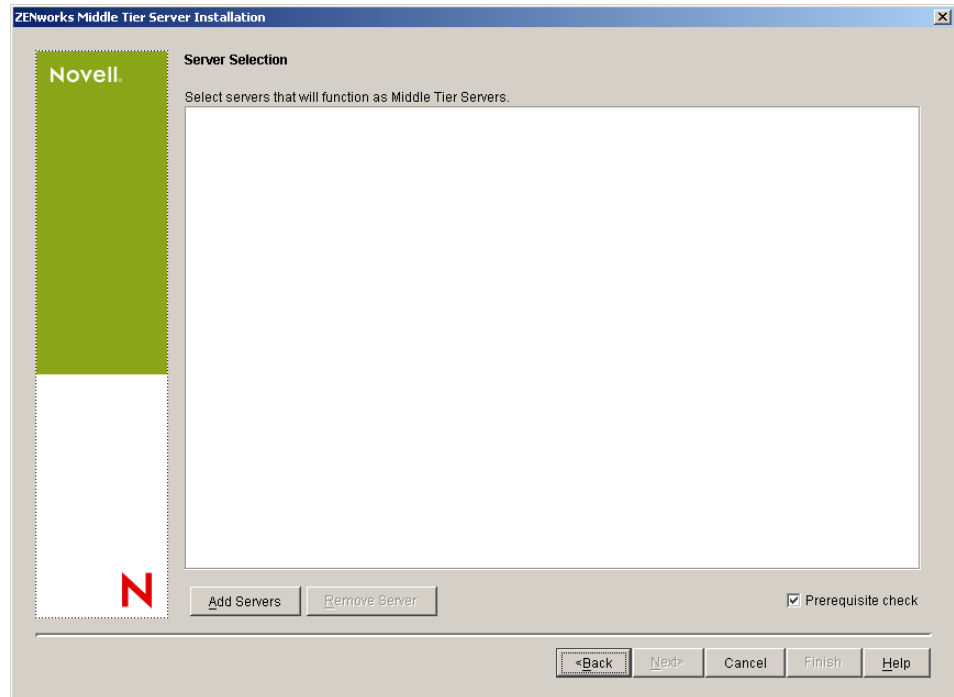 ZENworks Middle Tier Server Installation
Novell.
Server Selection
Select servers that will function as Middle Tier Servers.
N
Add Servers
Remove Server
Prerequisite check
<Back
Next>
Cancel
Finish
Help